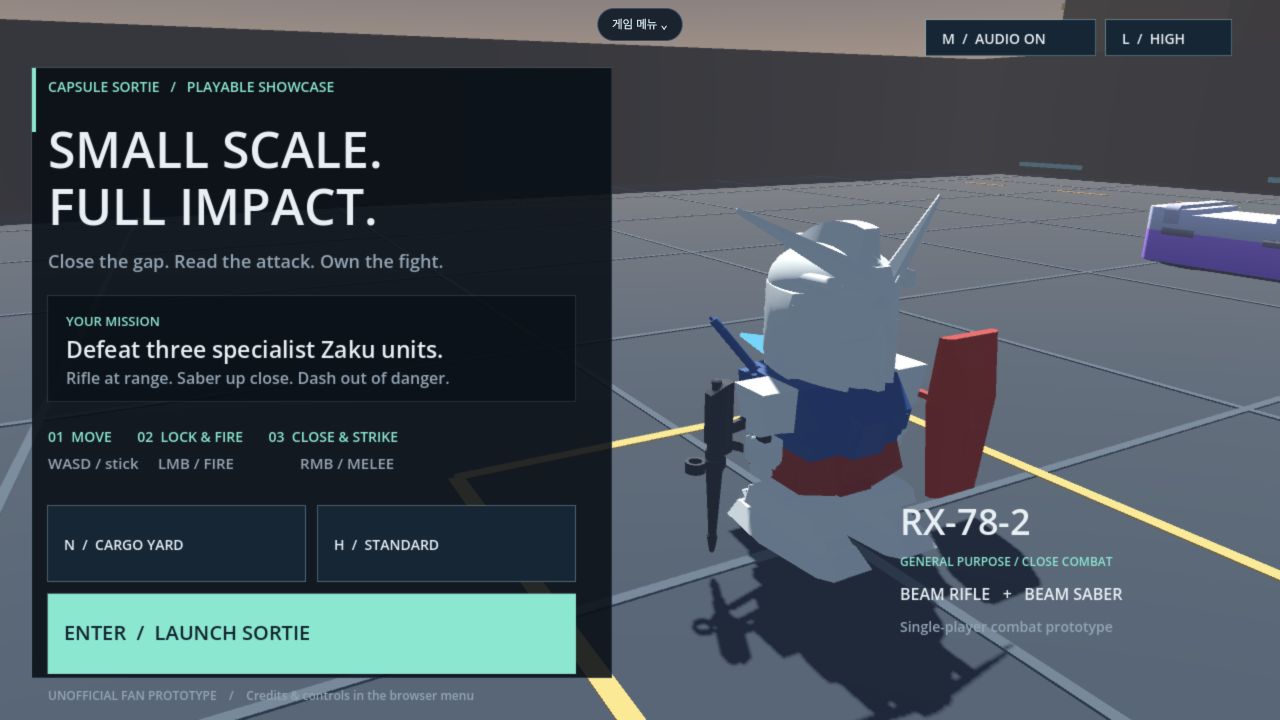 게임 메뉴
M / AUDIO ON
L / HIGH
CAPSULE SORTIE / PLAYABLE SHOWCASE
SMALL SCALE.
FULL IMPACT.
Close the gap. Read the attack. Own the fight.
YOUR MISSION
Defeat three specialist Zaku units.
Rifle at range. Saber up close. Dash out of danger.
01 MOVE 02 LOCK & FIRE 03 CLOSE & STRIKE
WASD / stick LMB / FIRE RMB / MELEE
N / CARGO YARD
H / STANDARD
ENTER / LAUNCH SORTIE
RX-78-2
GENERAL PURPOSE / CLOSE COMBAT
BEAM RIFLE + BEAM SABER
Single-player combat prototype
UNOFFICIAL FAN PROTOTYPE / Credits & controls in the browser menu